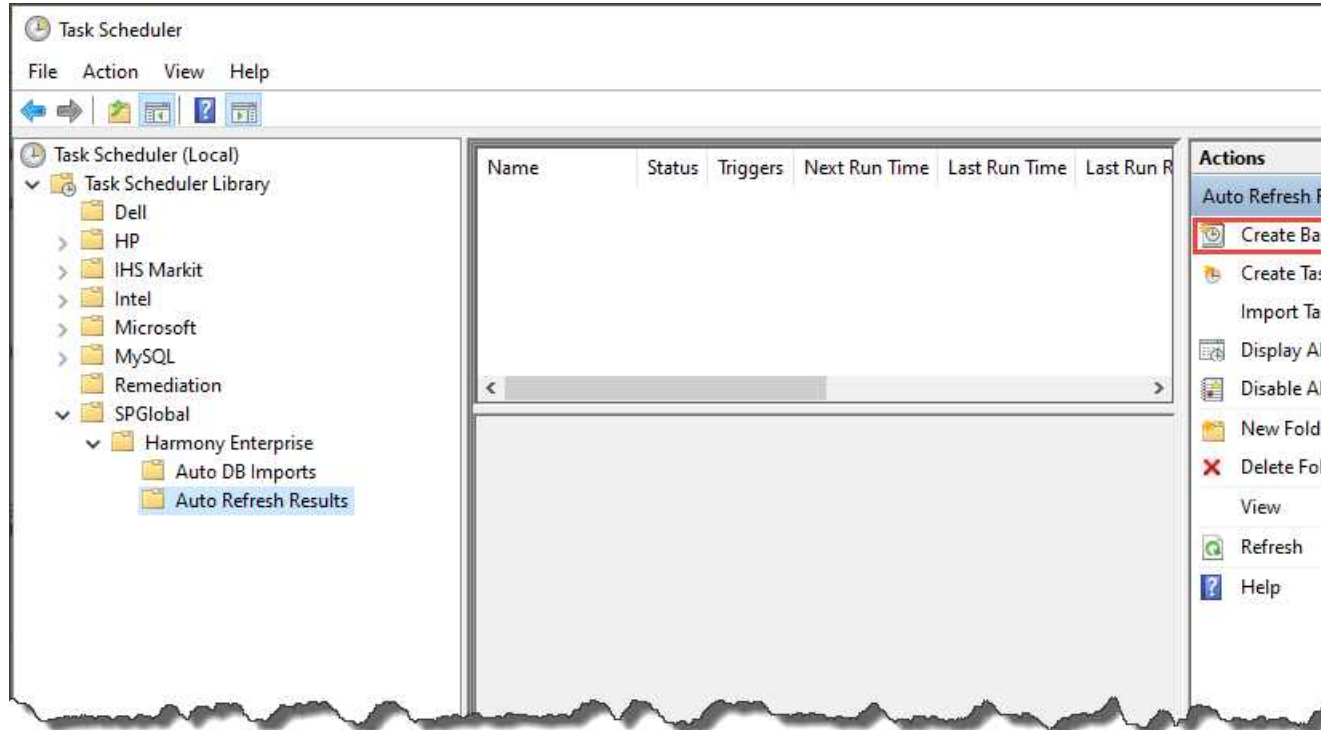 Task Scheduler
File Action View Help
Task Scheduler (Local)
Task Scheduler Library
Dell
HP
IHS Markit
Intel
Microsoft
MySQL
Remediation
SPGlobal
Harmony Enterprise
Auto DB Imports
Auto Refresh Results
Name Status Triggers Next Run Time Last Run Time Last Run R
Actions
Auto Refresh
Create Ba
Create Tas
Import Ta
Display Al
Disable Al
New Fold
Delete Fol
View
Refresh
Help